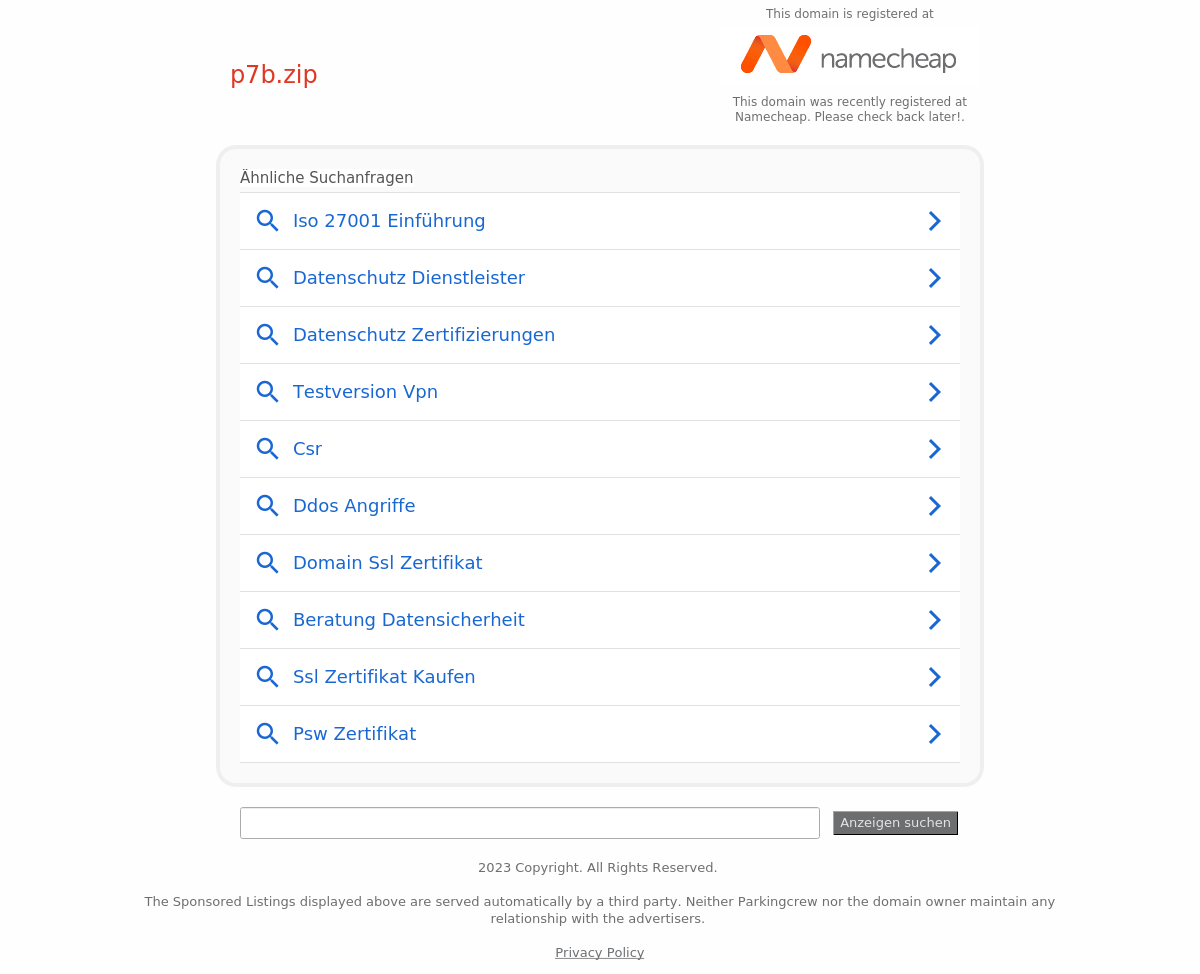 This domain is registered at
namecheap
p7b.zip
This domain was recently registered at
Namecheap. Please check back later!.
Ähnliche Suchanfragen
Iso 27001 Einführung
Datenschutz Dienstleister
Datenschutz Zertifizierungen
Testversion Vpn
Csr
Ddos Angriffe
Domain Ssl Zertifikat
Beratung Datensicherheit
Ssl Zertifikat Kaufen
Psw Zertifikat
Anzeigen suchen
2023 Copyright. All Rights Reserved.
The Sponsored Listings displayed above are served automatically by a third party. Neither Parkingcrew nor the domain owner maintain any
relationship with the advertisers.
Privacy Policy